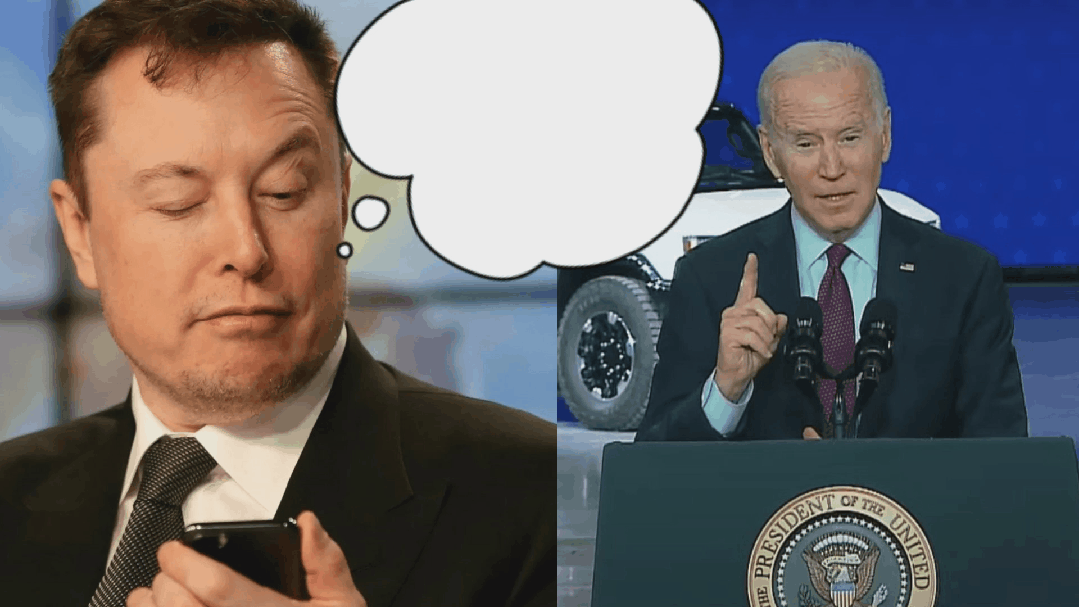 THE PRESIDENT OF THE UNITED